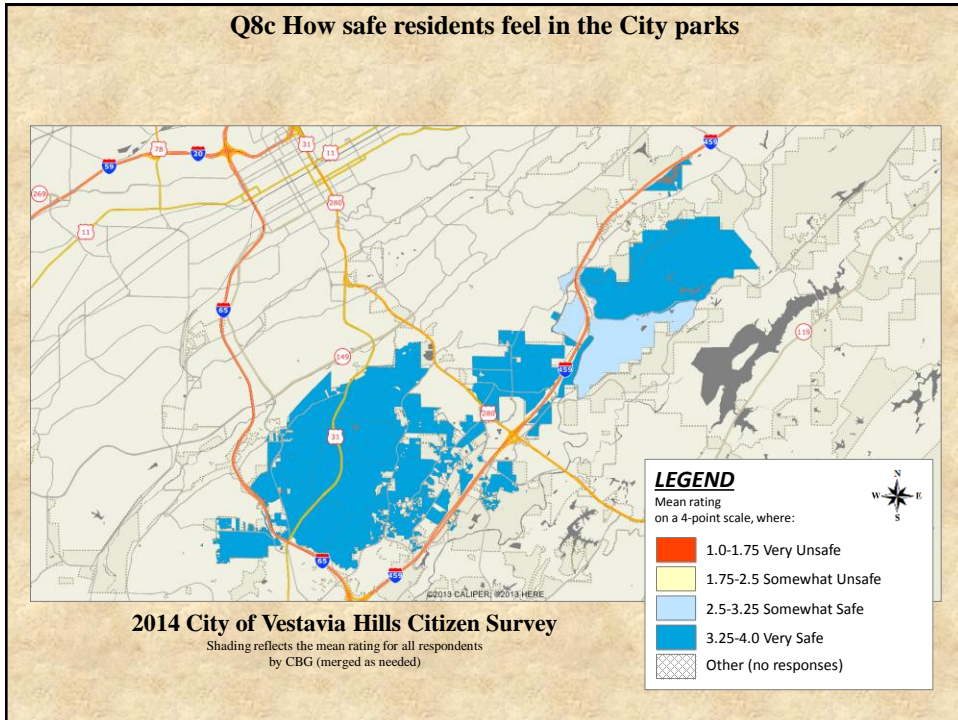 Q8c How safe residents feel in the City parks
459
31
78
11
59
20
269
280
11
65
119
149
459
280
31
65
459
©2013 CALIPER; ©2013 HERE
LEGEND
Mean rating
on a 4-point scale, where:
N
W E
S
1.0-1.75 Very Unsafe
1.75-2.5 Somewhat Unsafe
2.5-3.25 Somewhat Safe
3.25-4.0 Very Safe
Other (no responses)
2014 City of Vestavia Hills Citizen Survey
Shading reflects the mean rating for all respondents
by CBG (merged as needed)